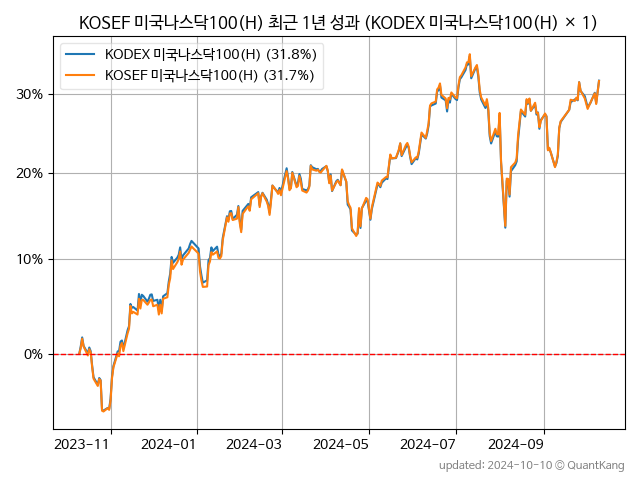 KOSEF 미국나스닥100(H) 최근 1년 성과 (KODEX 미국나스닥100(H) × 1)
KODEX 미국나스닥100(H) (31.8%)
KOSEF 미국나스닥100(H) (31.7%)
30%
20%
10%
0%
2023-11 2024-01 2024-03 2024-05 2024-07 2024-09
updated: 2024-10-10 © QuantKang